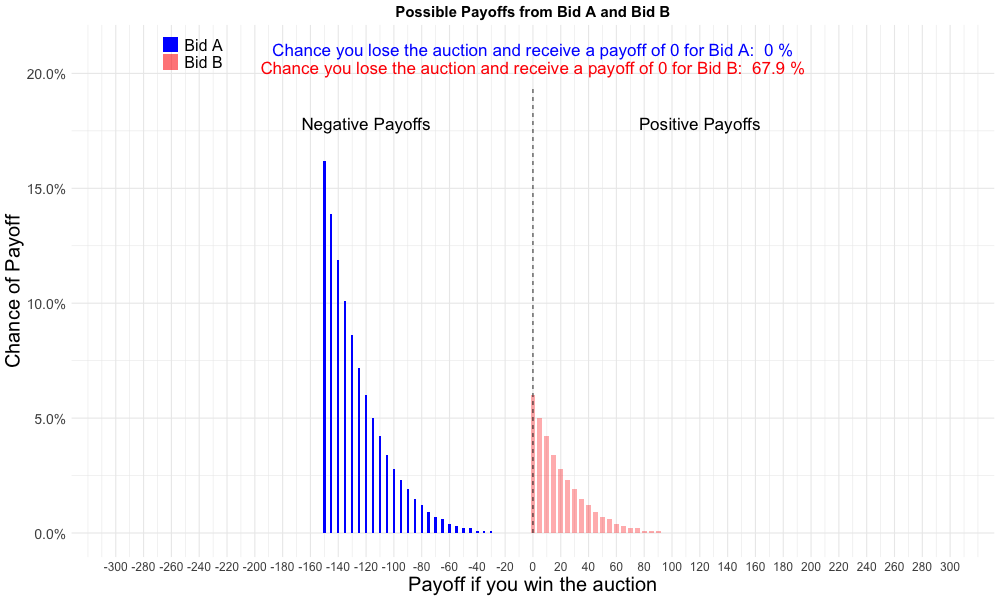 Possible Payoffs from Bid A and Bid B
Bid A
Bid B
Chance you lose the auction and receive a payoff of 0 for Bid A:  0 %
Chance you lose the auction and receive a payoff of 0 for Bid B:  67.9 %
Negative Payoffs
Positive Payoffs
Chance of Payoff
20.0%
15.0%
10.0%
5.0%
0.0%
-300 -280 -260 -240 -220 -200 -180 -160 -140 -120 -100 -80 -60 -40 -20 0 20 40 60 80 100 120 140 160 180 200 220 240 260 280 300
Payoff if you win the auction